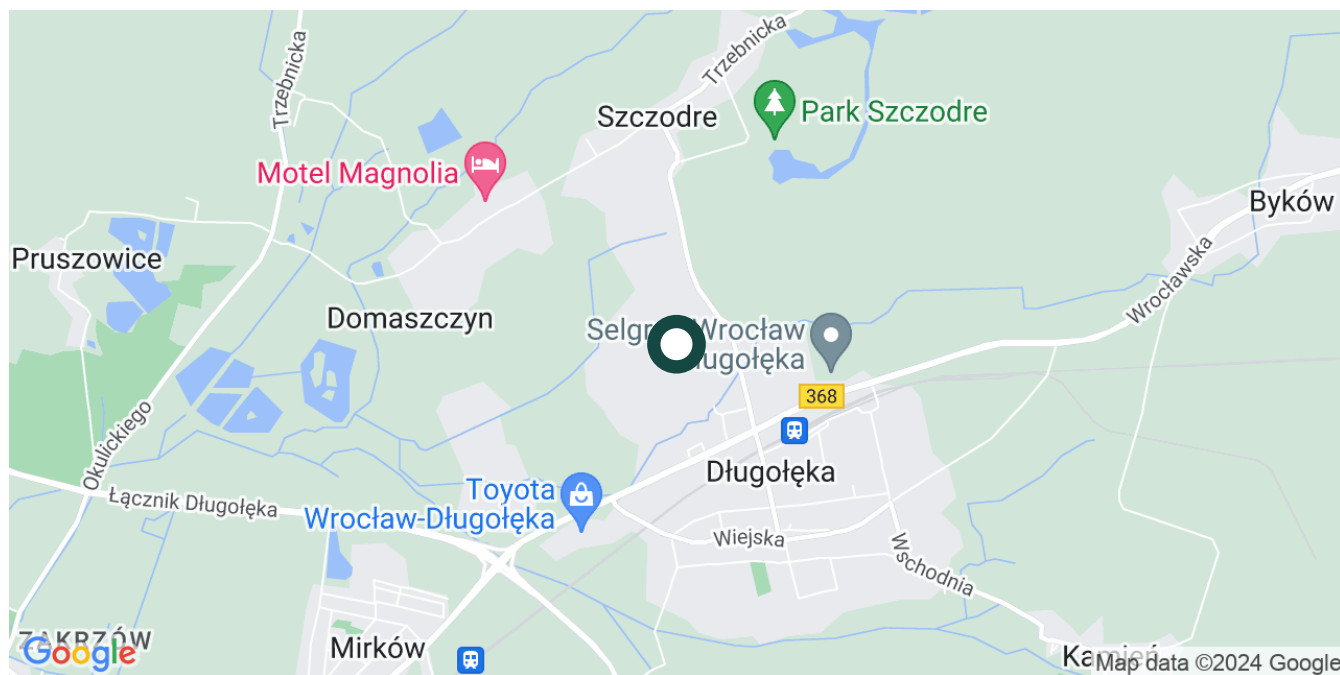 Trzebnicka
Trzebnicka
Szczodre
Park Szczodre
Motel Magnolia
Byków
Pruszowice
Wrocławska
Domaszczyn
Wrocław
Długołęka
368
Okulickiego
Długołęka
Łącznik Długołęka
Toyota
Wrocław-Długołęka
Wiejska
Wschodnia
ZAKRZÓW
Google
Mirków
Map data ©2024 Google